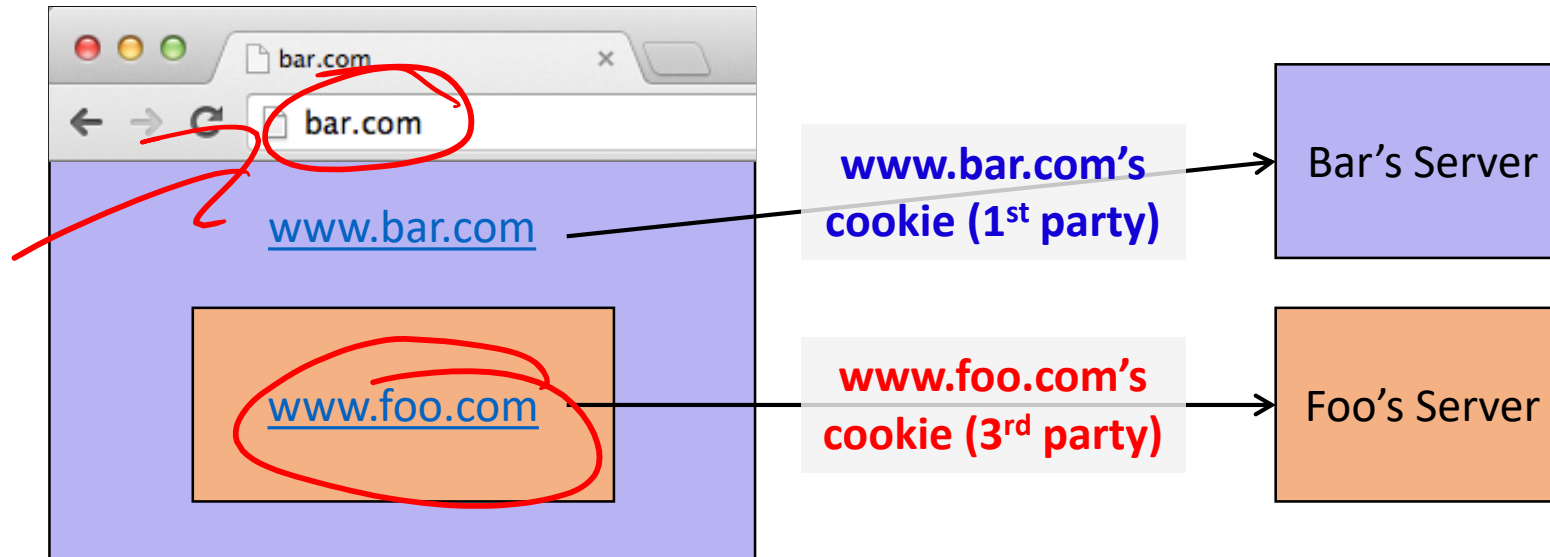 bar.com
bar.com
www.bar.com
www.bar.com’s
cookie (1st party)
Bar’s Server
www.foo.com
www.foo.com’s
cookie (3rd party)
Foo’s Server